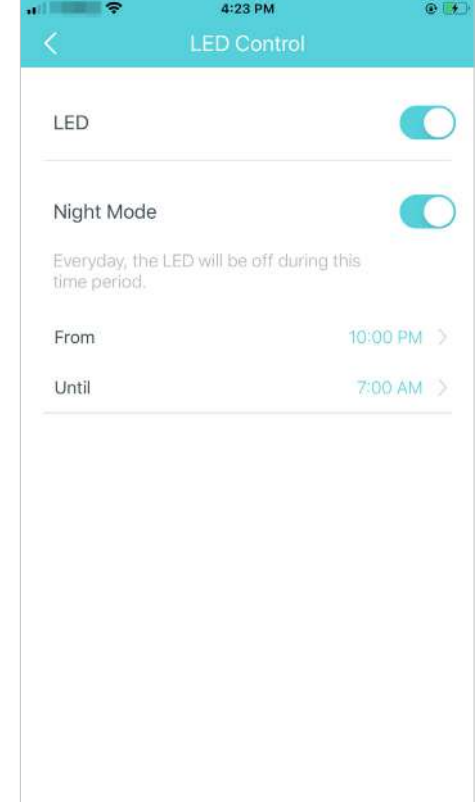 4:23 PM
LED Control
LED
Night Mode
Everyday, the LED will be off during this
time period.
From 10:00 PM
Until 7:00 AM